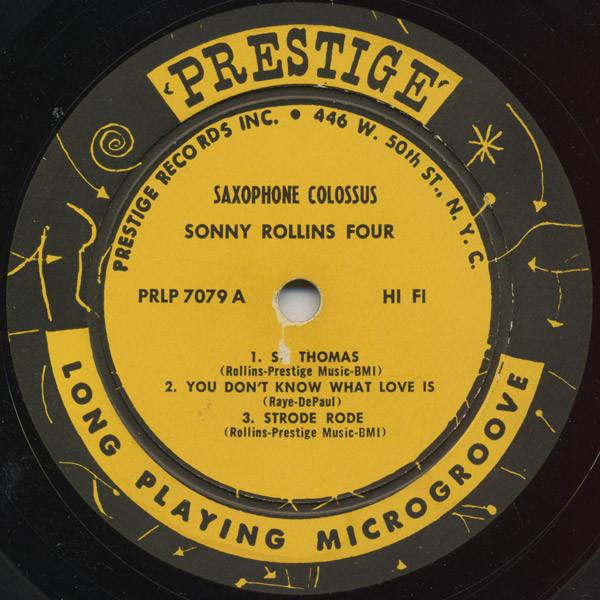 'PRESTIGE'
PRESTIGE RECORDS INC. • 446 W. 50th ST., N. Y. C.
SAXOPHONE COLOSSUS
SONNY ROLLINS FOUR
PRLP 7079 A HI FI
1. S. THOMAS
(Rollins-Prestige Music-BMI)
2. YOU DON'T KNOW WHAT LOVE IS
(Raye-DePaul)
3. STRODE RODE
(Rollins-Prestige Music-BMI)
LONG PLAYING MICROGROOVE